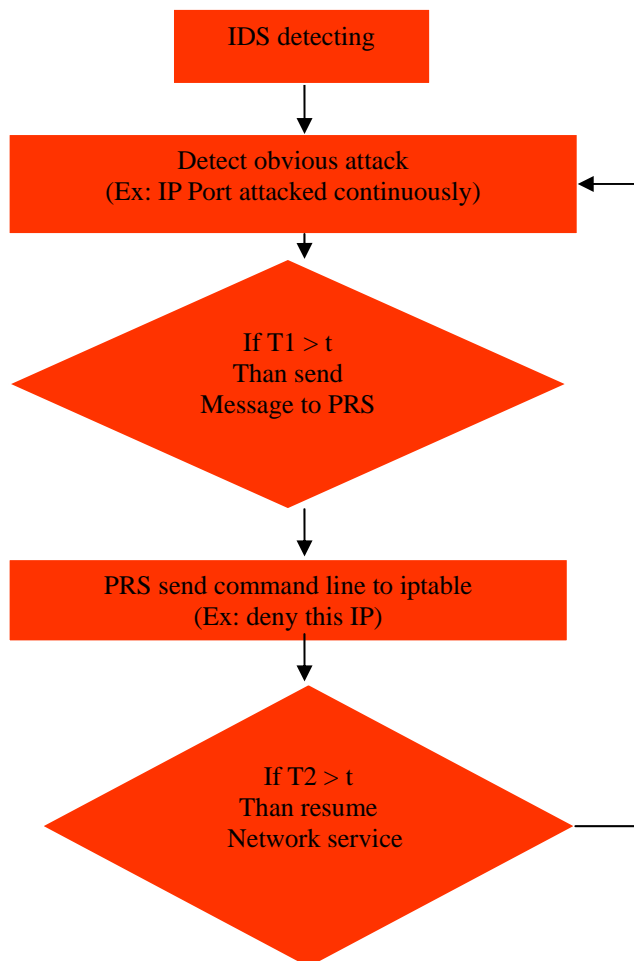 IDS detecting
Detect obvious attack
(Ex: IP Port attacked continuously)
If T1 > t
Than send
Message to PRS
PRS send command line to iptable
(Ex: deny this IP)
If T2 > t
Than resume
Network service